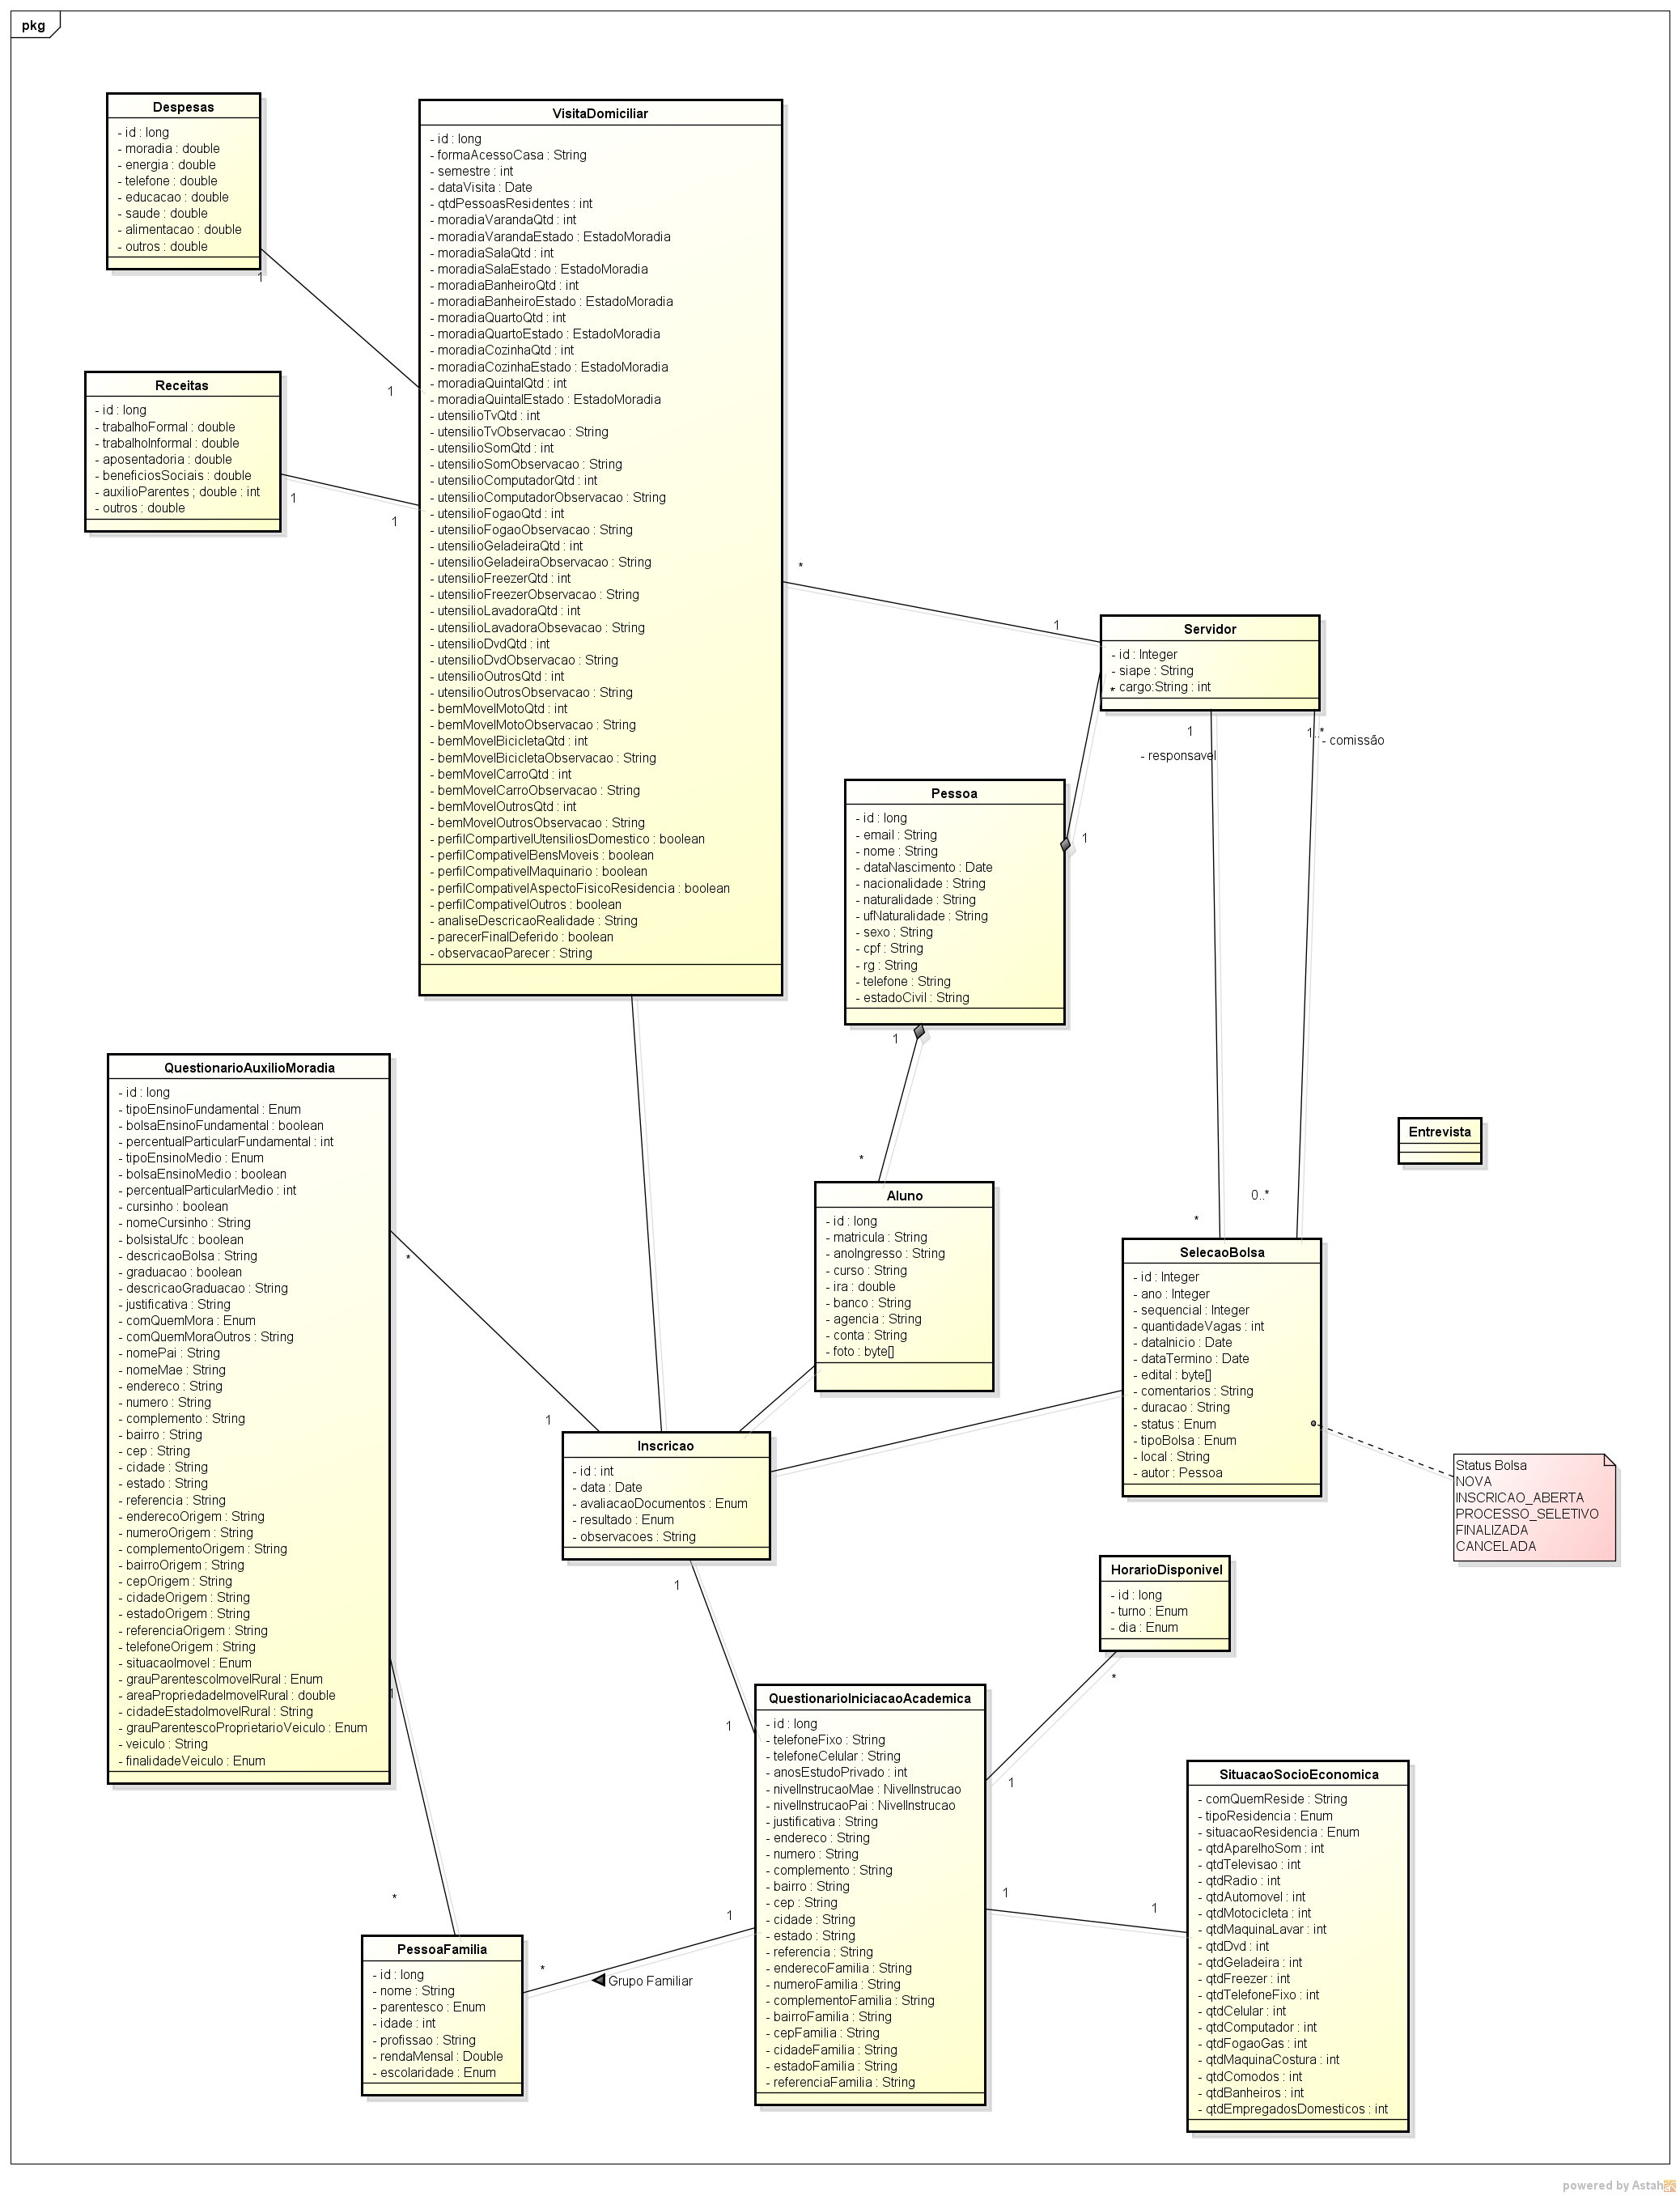 pkg
Despesas
- id : long
- moradia : double
- energia : double
- telefone : double
- educacao : double
- saude : double
- alimentacao : double
- outros : double
1
1
Receitas
- id : long
- trabalhoFormal : double
- trabalhoInformal : double
- aposentadoria : double
- beneficiosSociais : double
- auxilioParentes ; double : int
- outros : double
1
1
VisitaDomiciliar
- id : long
- formaAcessoCasa : String
- semestre : int
- dataVisita : Date
- qtdPessoasResidentes : int
- moradiaVarandaQtd : int
- moradiaVarandaEstado : EstadoMoradia
- moradiaSalaQtd : int
- moradiaSalaEstado : EstadoMoradia
- moradiaBanheiroQtd : int
- moradiaBanheiroEstado : EstadoMoradia
- moradiaQuartoQtd : int
- moradiaQuartoEstado : EstadoMoradia
- moradiaCozinhaQtd : int
- moradiaCozinhaEstado : EstadoMoradia
- moradiaQuintalQtd : int
- moradiaQuintalEstado : EstadoMoradia
- utensilioTvQtd : int
- utensilioTvObservacao : String
- utensilioSomQtd : int
- utensilioSomObservacao : String
- utensilioComputadorQtd : int
- utensilioComputadorObservacao : String
- utensilioFogaoQtd : int
- utensilioFogaoObservacao : String
- utensilioGeladeiraQtd : int
- utensilioGeladeiraObservacao : String
- utensilioFreezerQtd : int
- utensilioFreezerObservacao : String
- utensilioLavadoraQtd : int
- utensilioLavadoraObsevacao : String
- utensilioDvdQtd : int
- utensilioDvdObservacao : String
- utensilioOutrosQtd : int
- utensilioOutrosObservacao : String
- bemMovelMotoQtd : int
- bemMovelMotoObservacao : String
- bemMovelBicicletaQtd : int
- bemMovelBicicletaObservacao : String
- bemMovelCarroQtd : int
- bemMovelCarroObservacao : String
- bemMovelOutrosQtd : int
- bemMovelOutrosObservacao : String
- perfilCompartivelUtensiliosDomestico : boolean
- perfilCompativelBensMoveis : boolean
- perfilCompativelMaquinario : boolean
- perfilCompativelAspectoFisicoResidencia : boolean
- perfilCompativelOutros : boolean
- analiseDescricaoRealidade : String
- parecerFinalDeferido : boolean
- observacaoParecer : String
*
1
Servidor
- id : Integer
- siape : String
* cargo:String : int
1
- responsavel
1..*
- comissão
Pessoa
- id : long
- email : String
- nome : String
- dataNascimento : Date
- nacionalidade : String
- naturalidade : String
- ufNaturalidade : String
- sexo : String
- cpf : String
- rg : String
- telefone : String
- estadoCivil : String
1
1
*
QuestionarioAuxilioMoradia
- id : long
- tipoEnsinoFundamental : Enum
- bolsaEnsinoFundamental : boolean
- percentualParticularFundamental : int
- tipoEnsinoMedio : Enum
- bolsaEnsinoMedio : boolean
- percentualParticularMedio : int
- cursinho : boolean
- nomeCursinho : String
- bolsistaUfc : boolean
- descricaoBolsa : String
- graduacao : boolean
- descricaoGraduacao : String
- justificativa : String
- comQuemMora : Enum
- comQuemMoraOutros : String
- nomePai : String
- nomeMae : String
- endereco : String
- numero : String
- complemento : String
- bairro : String
- cep : String
- cidade : String
- estado : String
- referencia : String
- enderecoOrigem : String
- numeroOrigem : String
- complementoOrigem : String
- bairroOrigem : String
- cepOrigem : String
- cidadeOrigem : String
- estadoOrigem : String
- referenciaOrigem : String
- telefoneOrigem : String
- situacaoImovel : Enum
- grauParentescoImovelRural : Enum
- areaPropriedadeImovelRural : double
- cidadeEstadoImovelRural : String
- grauParentescoProprietarioVeiculo : Enum
- veiculo : String
- finalidadeVeiculo : Enum
*
1
1
*
Aluno
- id : long
- matricula : String
- anoIngresso : String
- curso : String
- ira : double
- banco : String
- agencia : String
- conta : String
- foto : byte[]
Entrevista
*
0..*
SelecaoBolsa
- id : Integer
- ano : Integer
- sequencial : Integer
- quantidadeVagas : int
- dataInicio : Date
- dataTermino : Date
- edital : byte[]
- comentarios : String
- duracao : String
- status : Enum
- tipoBolsa : Enum
- local : String
- autor : Pessoa
Status Bolsa
NOVA
INSCRICAO_ABERTA
PROCESSO_SELETIVO
FINALIZADA
CANCELADA
Inscricao
- id : int
- data : Date
- avaliacaoDocumentos : Enum
- resultado : Enum
- observacoes : String
1
1
HorarioDisponivel
- id : long
- turno : Enum
- dia : Enum
*
1
QuestionarioIniciacaoAcademica
- id : long
- telefoneFixo : String
- telefoneCelular : String
- anosEstudoPrivado : int
- nivelInstrucaoMae : NivelInstrucao
- nivelInstrucaoPai : NivelInstrucao
- justificativa : String
- endereco : String
- numero : String
- complemento : String
- bairro : String
- cep : String
- cidade : String
- estado : String
- referencia : String
- enderecoFamilia : String
- numeroFamilia : String
- complementoFamilia : String
- bairroFamilia : String
- cepFamilia : String
- cidadeFamilia : String
- estadoFamilia : String
- referenciaFamilia : String
1
1
SituacaoSocioEconomica
- comQuemReside : String
- tipoResidencia : Enum
- situacaoResidencia : Enum
- qtdAparelhoSom : int
- qtdTelevisao : int
- qtdRadio : int
- qtdAutomovel : int
- qtdMotocicleta : int
- qtdMaquinaLavar : int
- qtdDvd : int
- qtdGeladeira : int
- qtdFreezer : int
- qtdTelefoneFixo : int
- qtdCelular : int
- qtdComputador : int
- qtdFogaoGas : int
- qtdMaquinaCostura : int
- qtdComodos : int
- qtdBanheiros : int
- qtdEmpregadosDomesticos : int
1
*
Grupo Familiar
PessoaFamilia
- id : long
- nome : String
- parentesco : Enum
- idade : int
- profissao : String
- rendaMensal : Double
- escolaridade : Enum
powered by Astah